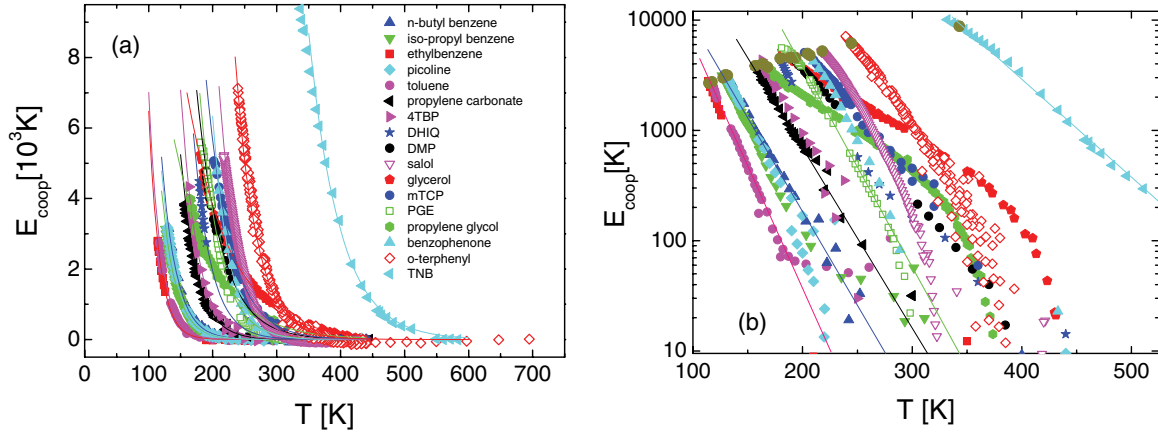 (a)
E_coop [10³K]
8
6
4
2
0
0 100 200 300 400 500 600 700
T [K]
n-butyl benzene
iso-propyl benzene
ethylbenzene
picoline
toluene
propylene carbonate
4TBP
DHIQ
DMP
salol
glycerol
mTCP
PGE
propylene glycol
benzophenone
o-terphenyl
TNB
(b)
E_coop [K]
10000
1000
100
10
100 200 300 400 500
T [K]